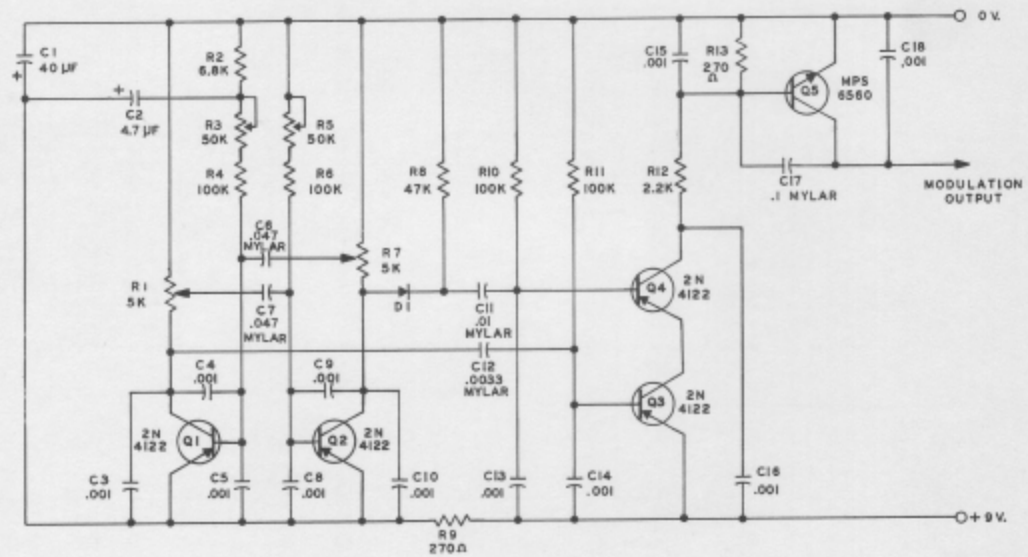 C1
40 µF
+
+
C2
4.7 µF
R2
6.8K
R3
50K
R5
50K
R4
100K
R6
100K
R8
47K
R10
100K
R11
100K
C15
.001
R13
270
Ω
Q5
MPS
6560
C18
.001
0V.
R12
2.2K
C17
.1 MYLAR
MODULATION
OUTPUT
C6
.047
MYLAR
R7
5K
R1
5K
C7
.047
MYLAR
D1
C11
.01
MYLAR
Q4
2N
4122
C12
.0033
MYLAR
C4
.001
C9
.001
Q3
2N
4122
2N
4122
Q1
Q2
2N
4122
C3
.001
C5
.001
C8
.001
C10
.001
C13
.001
C14
.001
C16
.001
R9
270Ω
+9V.